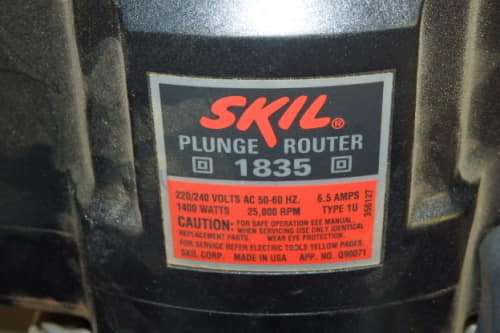 SKIL®
PLUNGE ROUTER
1835
220/240 VOLTS AC 50-60 HZ. 6.5 AMPS
1400 WATTS 25,000 RPM TYPE 1U
CAUTION: FOR SAFE OPERATION SEE MANUAL.
WHEN SERVICING USE ONLY IDENTICAL
REPLACEMENT PARTS. WEAR EYE PROTECTION.
FOR SERVICE REFER ELECTRIC TOOLS YELLOW PAGES.
SKIL CORP. MADE IN USA APP. NO. Q90071
356127